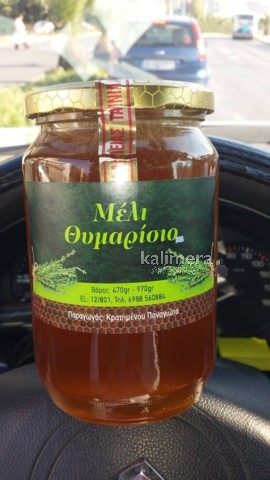 Μέλι
Θυμαρίσιο
kalimera
Βάρος 470gr - 970gr
EL: 12/801, Τηλ: 6988 560884
Παραγωγός: Κρατημένου Παναγιώτα